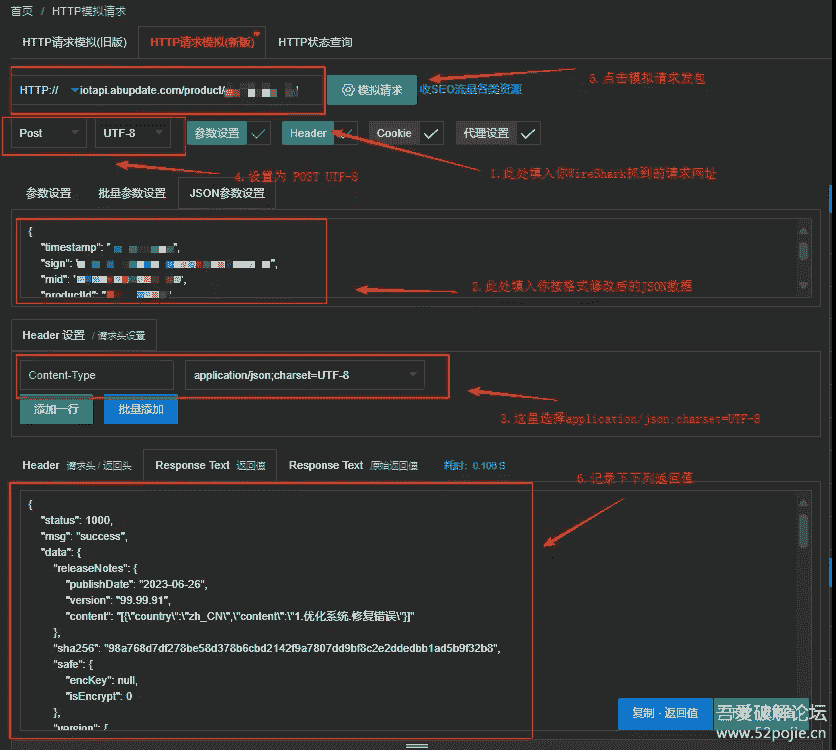 首页 / HTTP模拟请求
HTTP请求模拟(旧版) HTTP请求模拟(新版) HTTP状态查询
HTTP:// iotapi.abupdate.com/product/ 模拟请求 收SEO流量各类资源
5. 点击模拟请求发包
Post UTF-8 参数设置 Header Cookie 代理设置
4. 设置为 POST UTF-8
1. 此处填入你WireShark抓到的请求网址
参数设置 批量参数设置 JSON参数设置
{
"timestamp": "
"sign": "
"mid": "
"productId": "
2. 此处填入你按格式修改后的JSON数据
Header 设置 / 请求头设置
Content-Type application/json;charset=UTF-8
添加一行 批量添加
3. 这里选择application/json;charset=UTF-8
Header 请求头 / 返回头 Response Text 返回值 Response Text 原始返回值 耗时: 0.108 S
6. 记录下下列返回值
{
"status": 1000,
"msg": "success",
"data": {
"releaseNotes": {
"publishDate": "2023-06-26",
"version": "99.99.91",
"content": "[{\"country\":\"zh_CN\",\"content\":\"1.优化系统.修复错误\"}]"
},
"sha256": "98a768d7df278be58d378b6cbd2142f9a7807dd9bf8c2e2ddedbb1ad5b9f32b8",
"safe": {
"encKey": null,
"isEncrypt": 0
},
"version": {
复制 - 返回值
吾爱破解论坛
www.52pojie.cn